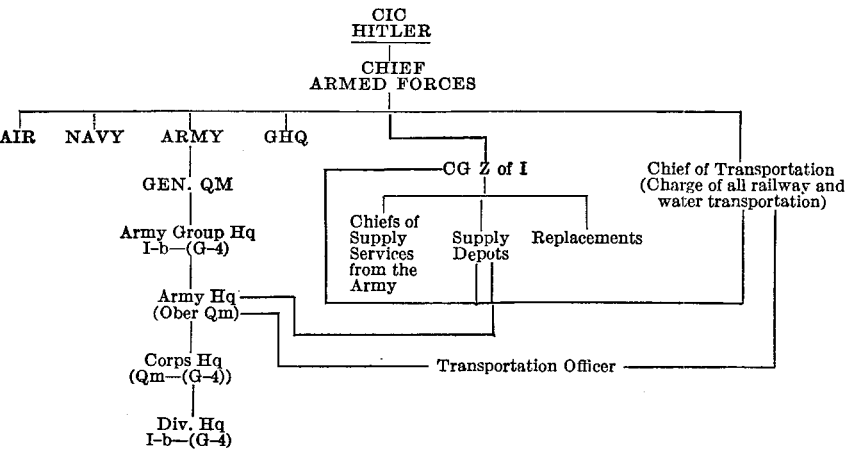 CIC
HITLER
CHIEF
ARMED FORCES
AIR NAVY ARMY GHQ
GEN. QM
CG Z of I
Chief of Transportation
(Charge of all railway and
water transportation)
Army Group Hq
I-b—(G-4)
Chiefs of
Supply
Services
from the
Army
Supply
Depots
Replacements
Army Hq
(Ober Qm)
Corps Hq
(Qm—(G-4))
Transportation Officer
Div. Hq
I-b—(G-4)